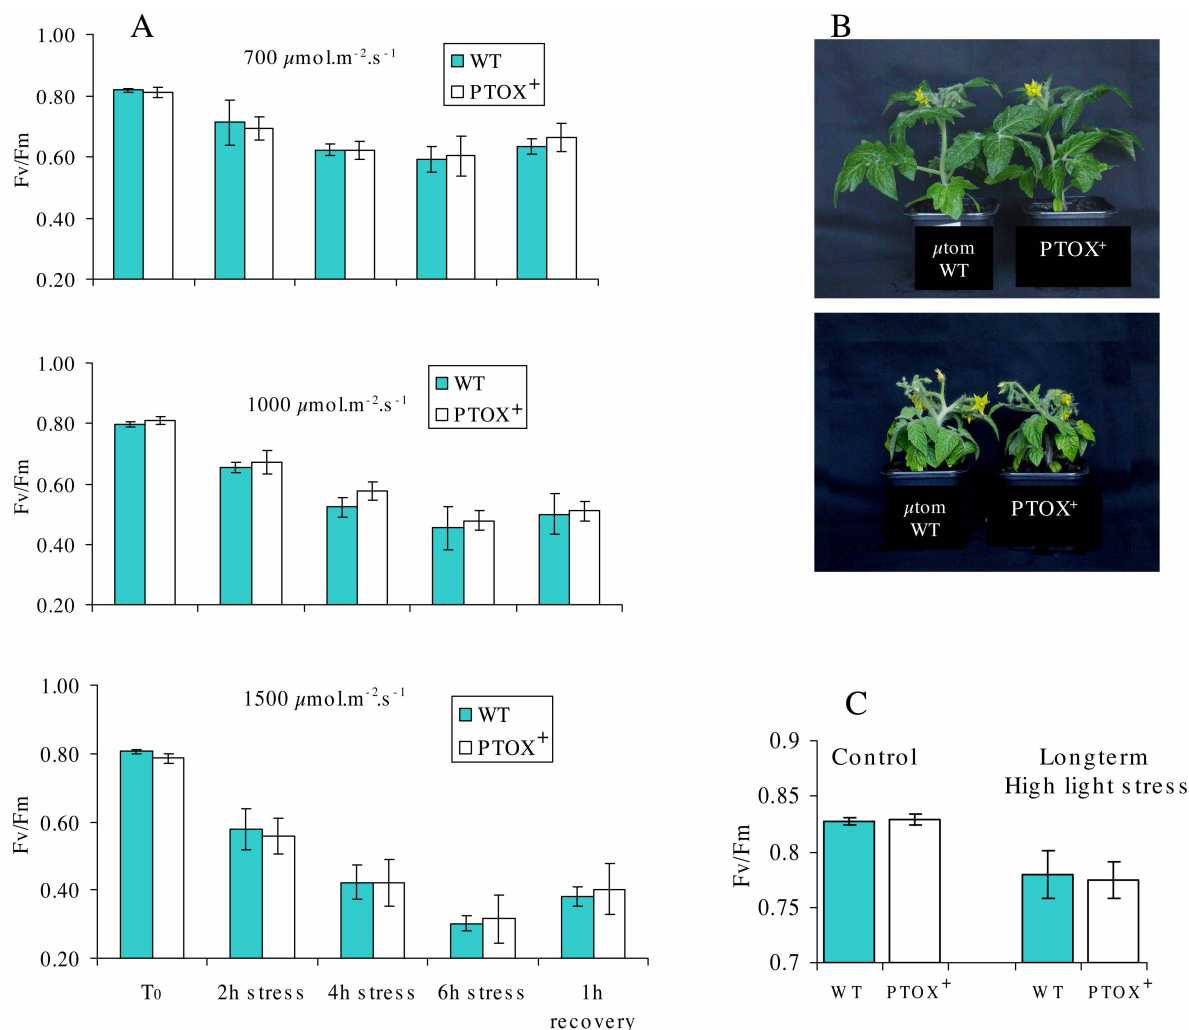 A
1.00
0.80
0.60
0.40
0.20
Fv/Fm
700 µmol.m⁻².s⁻¹
WT
PTOX⁺
1.00
0.80
0.60
0.40
0.20
Fv/Fm
1000 µmol.m⁻².s⁻¹
WT
PTOX⁺
1.00
0.80
0.60
0.40
0.20
Fv/Fm
1500 µmol.m⁻².s⁻¹
WT
PTOX⁺
T₀
2h stress
4h stress
6h stress
1h
recovery
B
µtom
WT
PTOX⁺
µtom
WT
PTOX⁺
C
0.9
0.85
0.8
0.75
0.7
Fv/Fm
Control
Longterm
High light stress
WT
PTOX⁺
WT
PTOX⁺